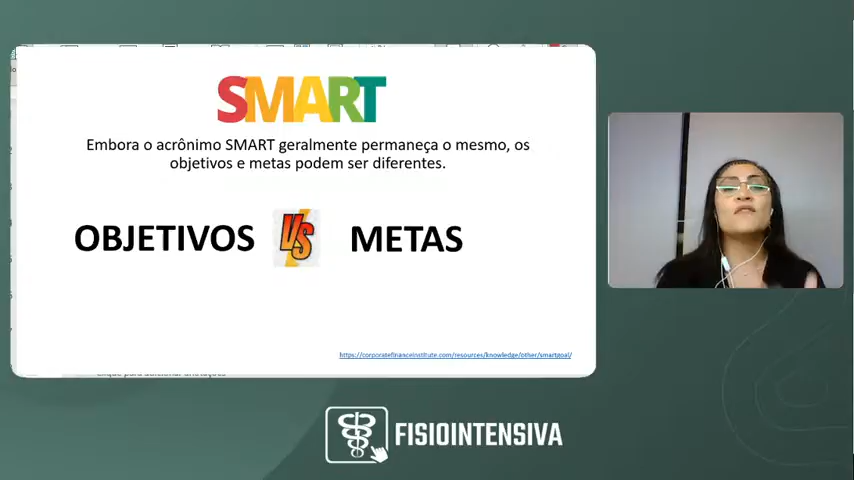 SMART
Embora o acrônimo SMART geralmente permaneça o mesmo, os
objetivos e metas podem ser diferentes.
OBJETIVOS VS METAS
https://corporatefinanceinstitute.com/resources/knowledge/other/smartgoal/
FISIOINTENSIVA